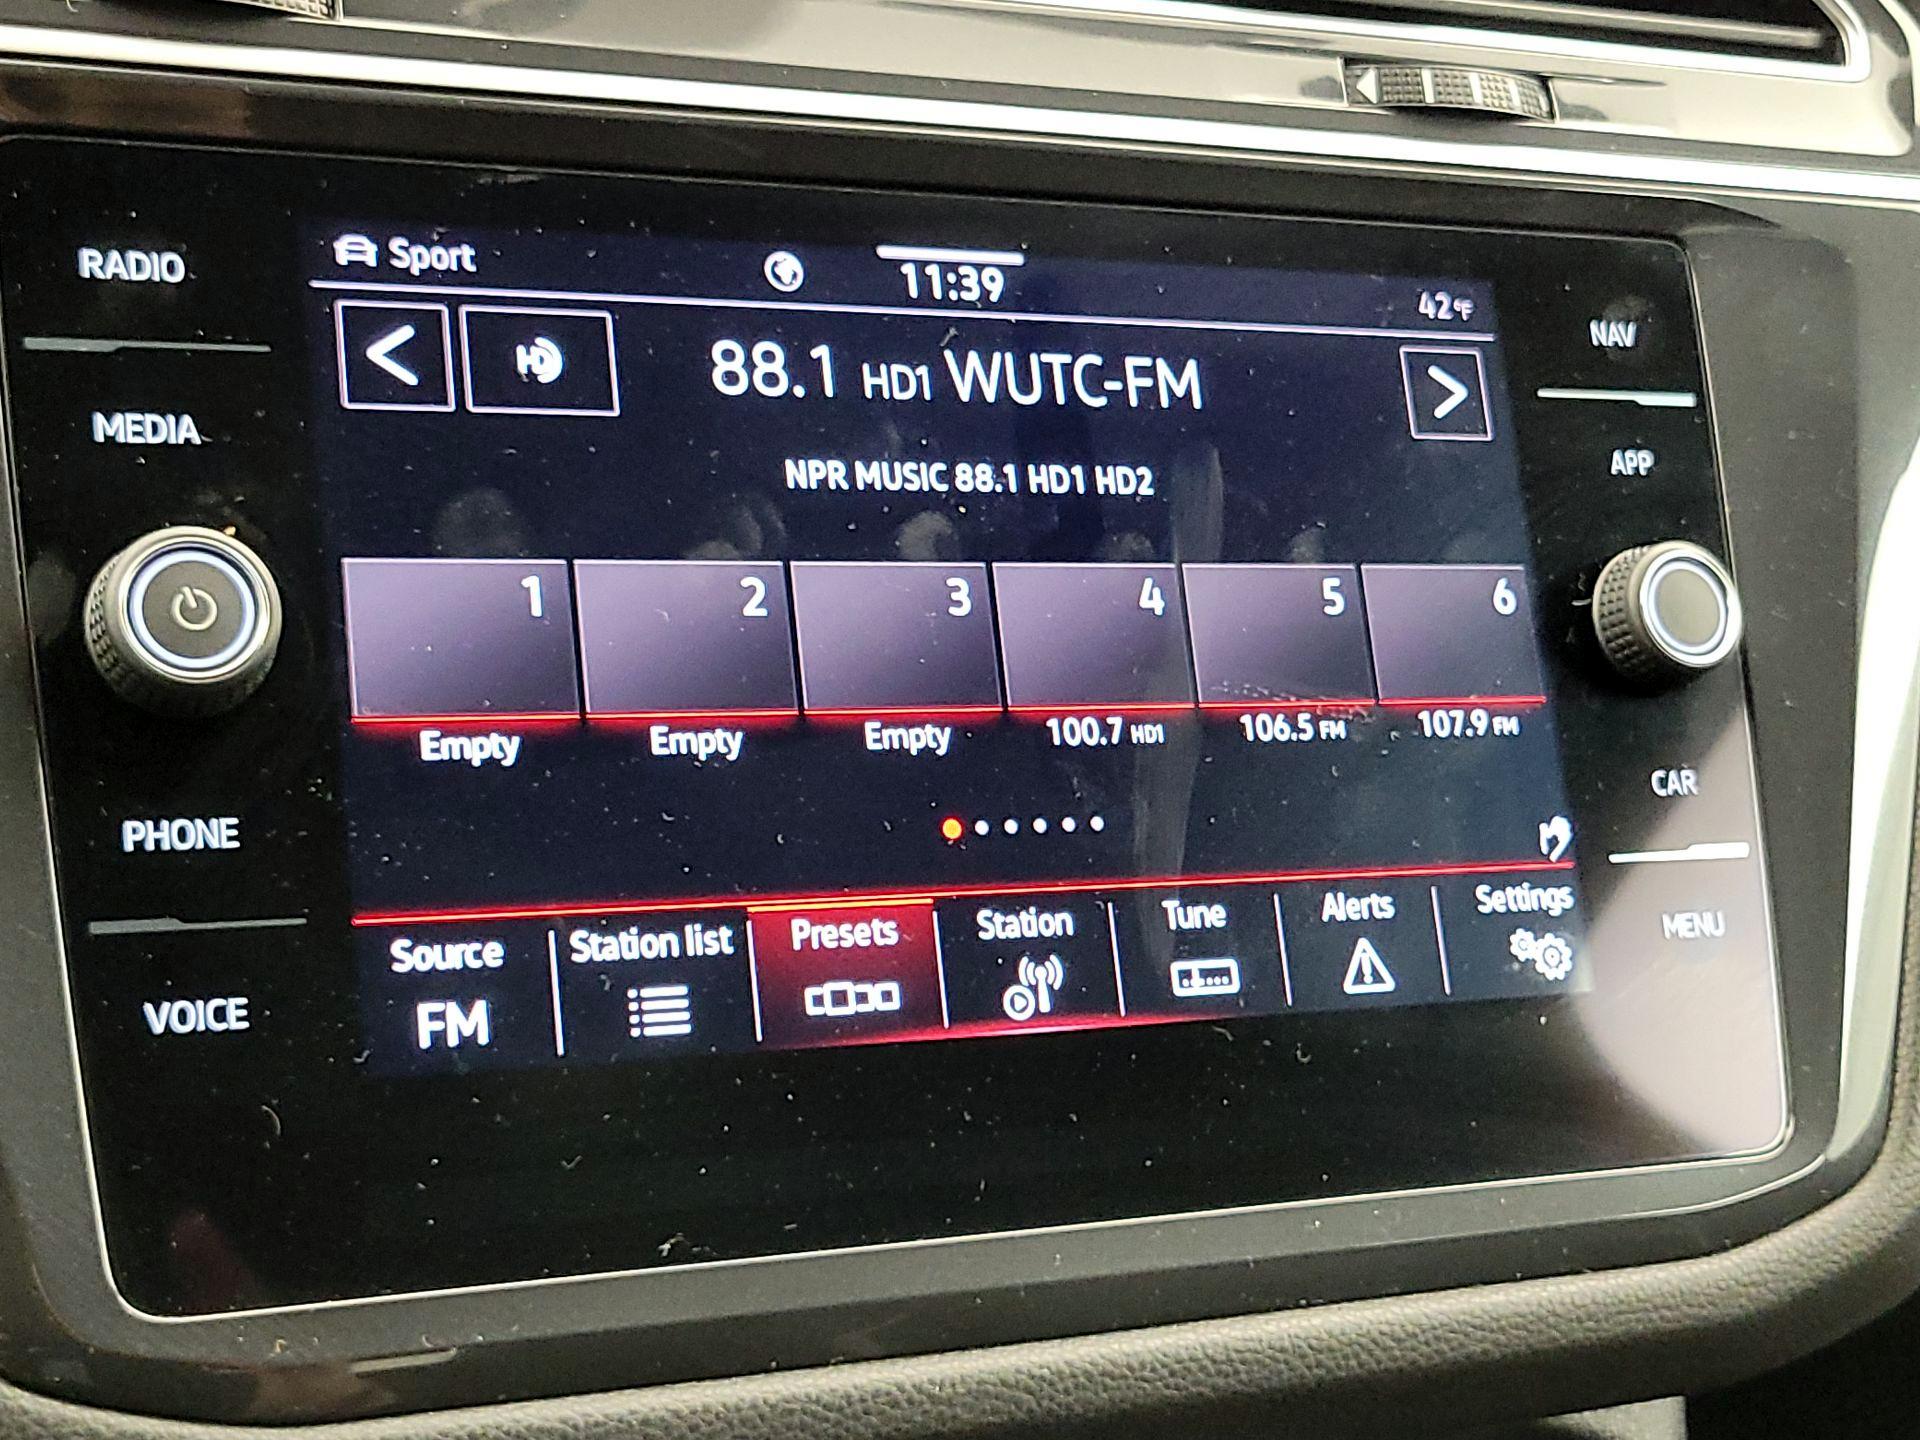 RADIO
MEDIA
PHONE
VOICE
Sport
11:39
42°F
HD
88.1 HD1 WUTC-FM
NPR MUSIC 88.1 HD1 HD2
1 2 3 4 5 6
Empty Empty Empty 100.7 HD1 106.5 FM 107.9 FM
Source Station list Presets Station Tune Alerts Settings
FM
NAV
APP
CAR
MENU